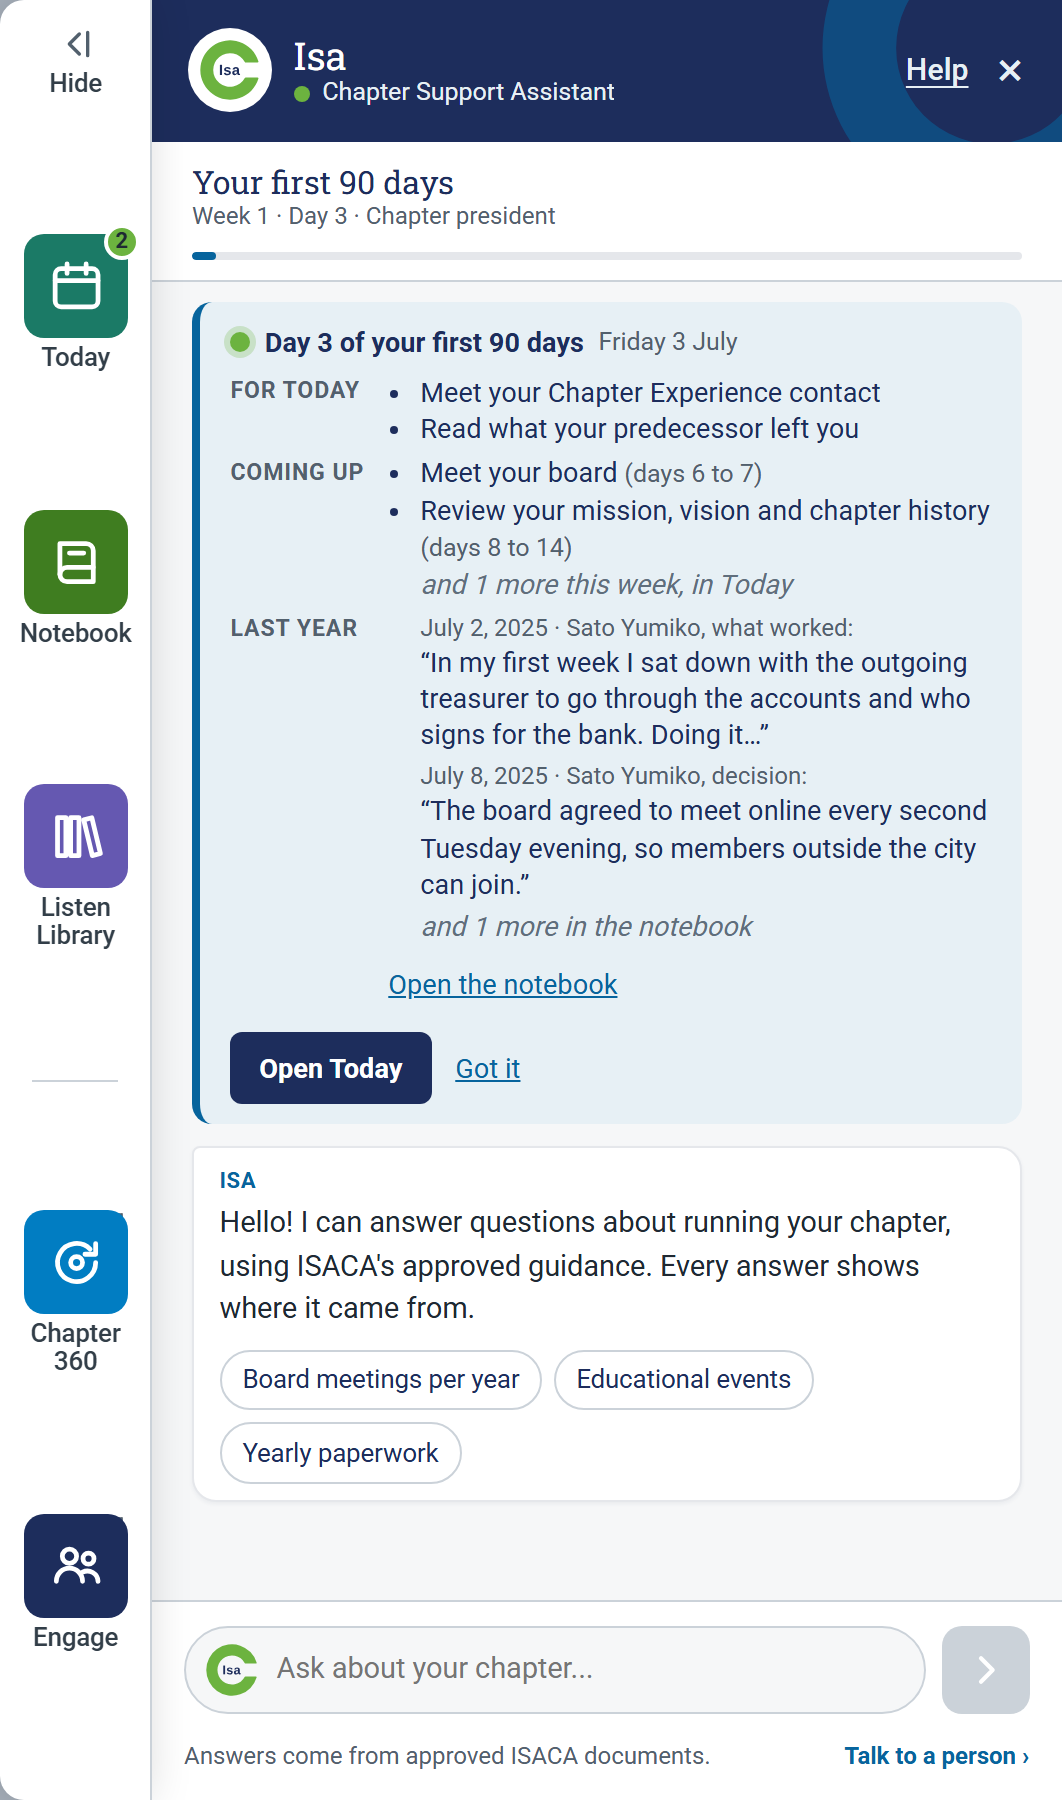 Hide
Isa
Isa
Chapter Support Assistant
Help
Your first 90 days
Week 1 · Day 3 · Chapter president
2
Today
Notebook
Listen
Library
Chapter
360
Engage
Day 3 of your first 90 days Friday 3 July
FOR TODAY
• Meet your Chapter Experience contact
• Read what your predecessor left you
COMING UP
• Meet your board (days 6 to 7)
• Review your mission, vision and chapter history
(days 8 to 14)
and 1 more this week, in Today
LAST YEAR
July 2, 2025 · Sato Yumiko, what worked:
“In my first week I sat down with the outgoing
treasurer to go through the accounts and who
signs for the bank. Doing it…”
July 8, 2025 · Sato Yumiko, decision:
“The board agreed to meet online every second
Tuesday evening, so members outside the city
can join.”
and 1 more in the notebook
Open the notebook
Open Today
Got it
ISA
Hello! I can answer questions about running your chapter,
using ISACA's approved guidance. Every answer shows
where it came from.
Board meetings per year
Educational events
Yearly paperwork
Isa
Ask about your chapter...
Answers come from approved ISACA documents.
Talk to a person ›